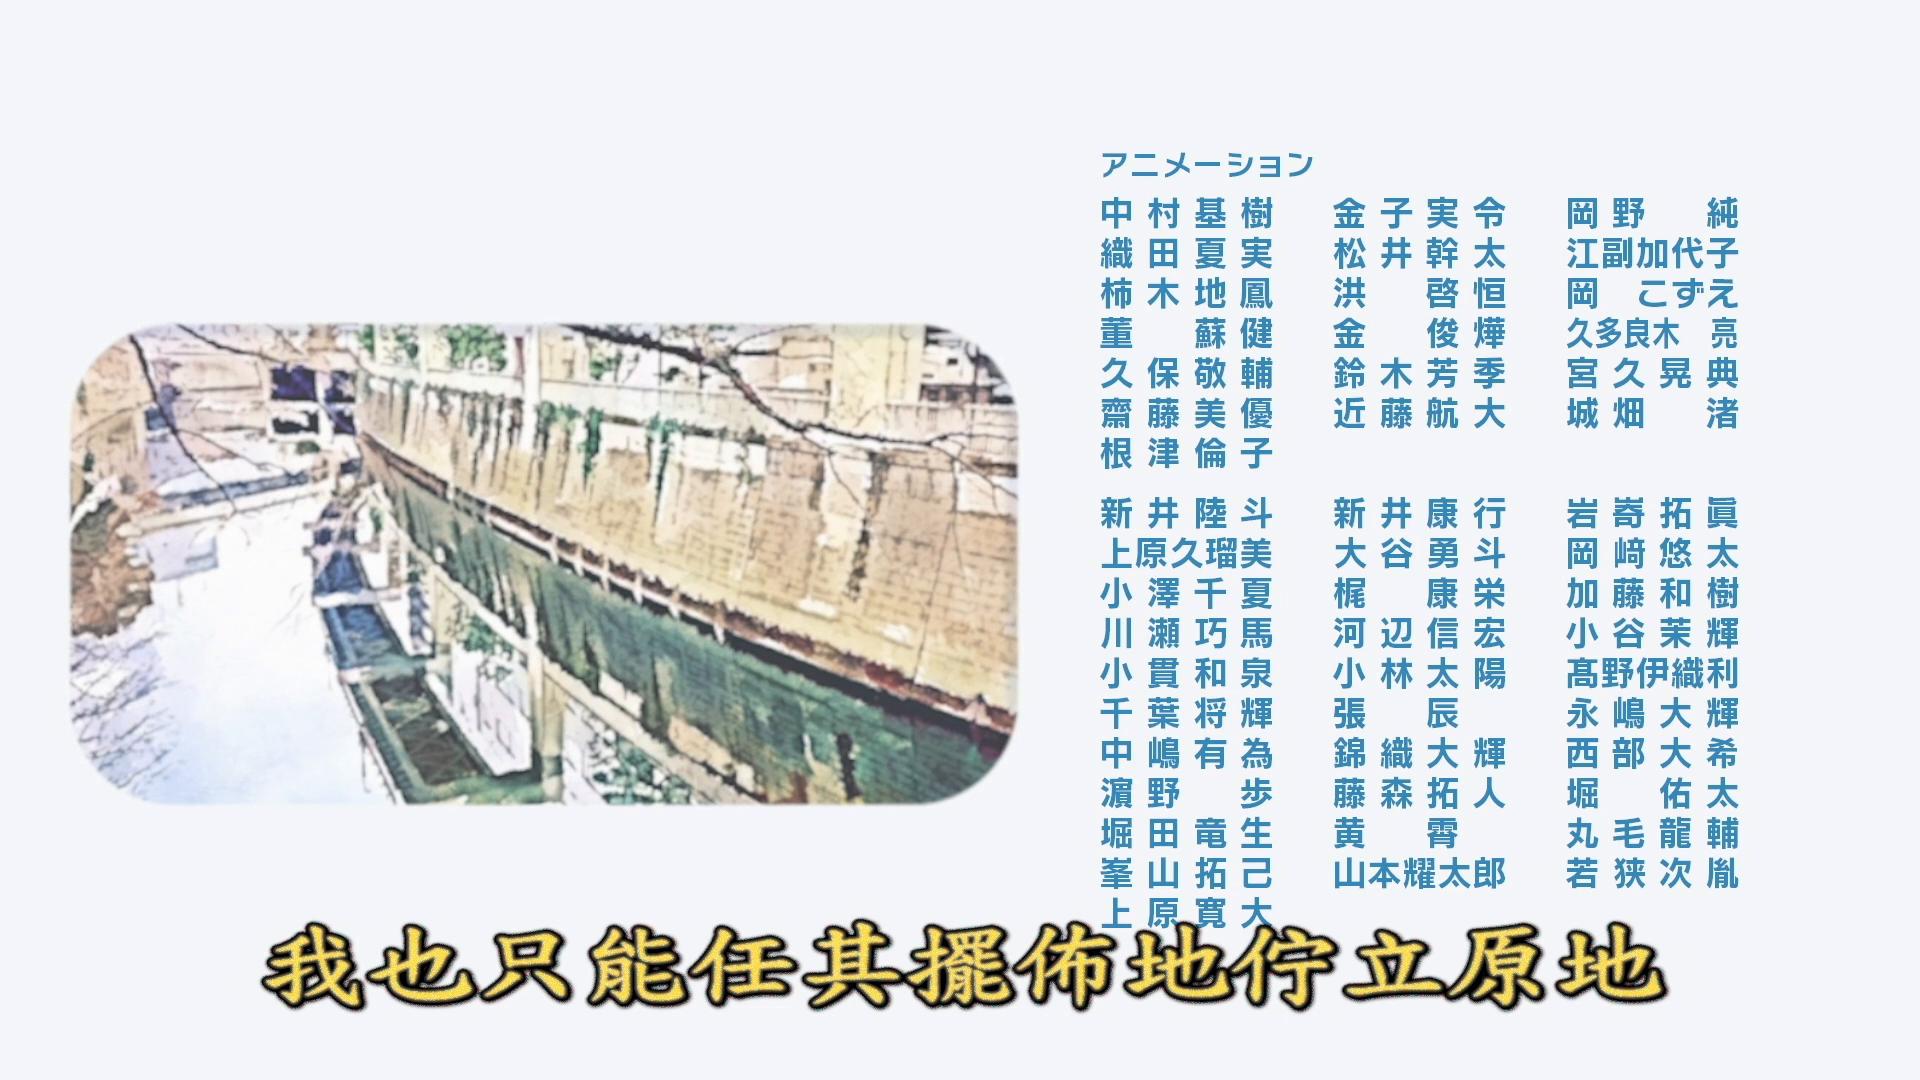 アニメーション
中村基樹 金子実令 岡野 純
織田夏実 松井幹太 江副加代子
柿木地鳳 洪 啓恒 岡 こずえ
董 蘇健 金 俊燁 久多良木 亮
久保敬輔 鈴木芳季 宮久晃典
齋藤美優 近藤航大 城畑 渚
根津倫子
新井陸斗 新井康行 岩嵜拓眞
上原久瑠美 大谷勇斗 岡﨑悠太
小澤千夏 梶 康栄 加藤和樹
川瀬巧馬 河辺信宏 小谷茉輝
小貫和泉 小林太陽 髙野伊織利
千葉将輝 張 辰 永嶋大輝
中嶋有為 錦織大輝 西部大希
濵野 歩 藤森拓人 堀 佑太
堀田竜生 黄 霄 丸毛龍輔
峯山拓己 山本耀太郎 若狭次胤
上原寛大
我也只能任其擺佈地佇立原地